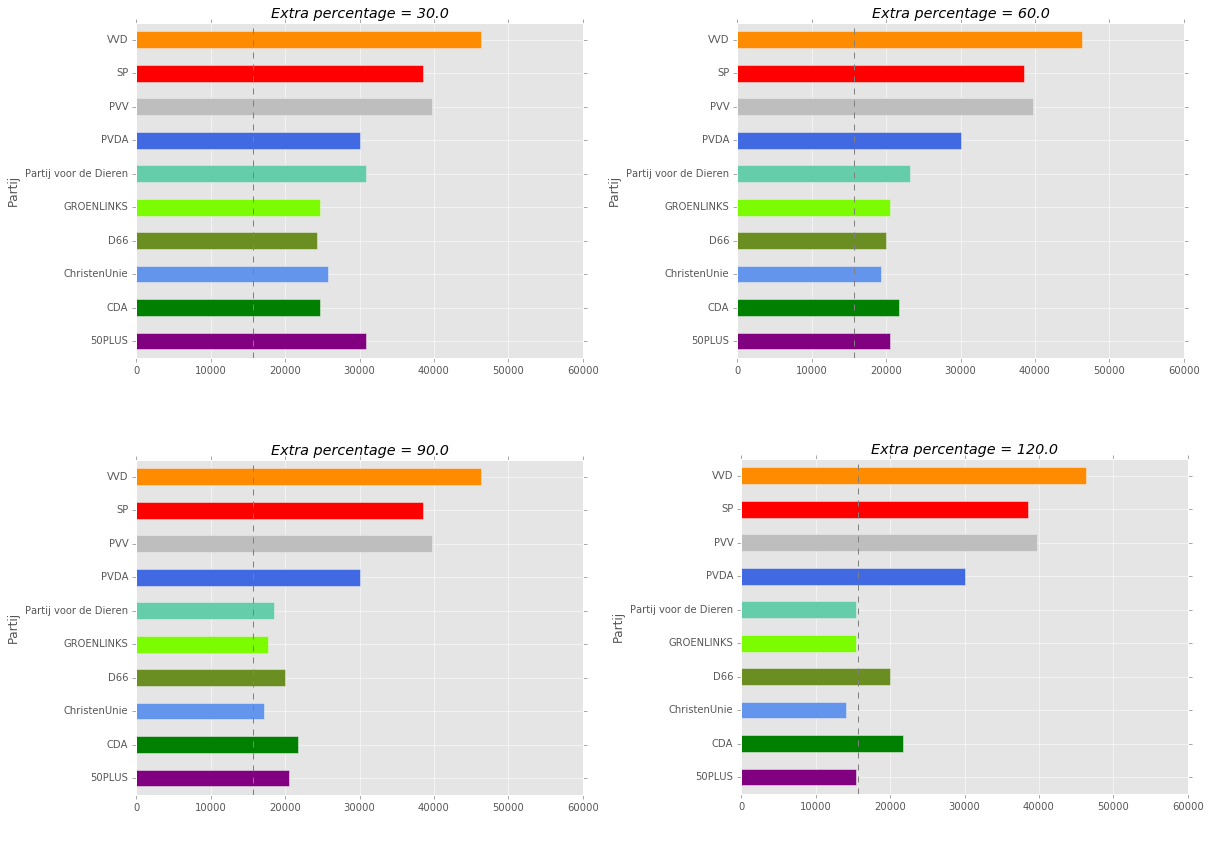 Extra percentage = 30.0
VVD
SP
PVV
PVDA
Partij voor de Dieren
GROENLINKS
D66
ChristenUnie
CDA
50PLUS
Partij
0 10000 20000 30000 40000 50000 60000
Extra percentage = 60.0
VVD
SP
PVV
PVDA
Partij voor de Dieren
GROENLINKS
D66
ChristenUnie
CDA
50PLUS
Partij
0 10000 20000 30000 40000 50000 60000
Extra percentage = 90.0
VVD
SP
PVV
PVDA
Partij voor de Dieren
GROENLINKS
D66
ChristenUnie
CDA
50PLUS
Partij
0 10000 20000 30000 40000 50000 60000
Extra percentage = 120.0
VVD
SP
PVV
PVDA
Partij voor de Dieren
GROENLINKS
D66
ChristenUnie
CDA
50PLUS
Partij
0 10000 20000 30000 40000 50000 60000